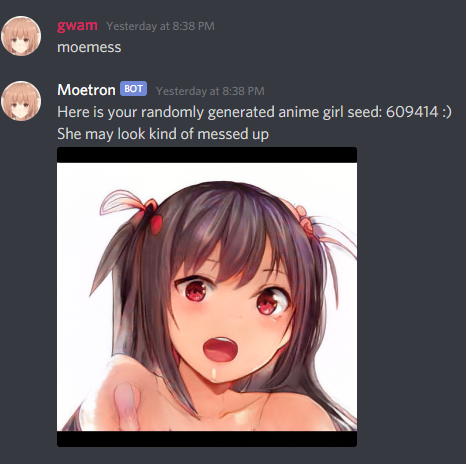 gwam Yesterday at 8:38 PM
moemess
Moetron BOT Yesterday at 8:38 PM
Here is your randomly generated anime girl seed: 609414 :)
She may look kind of messed up